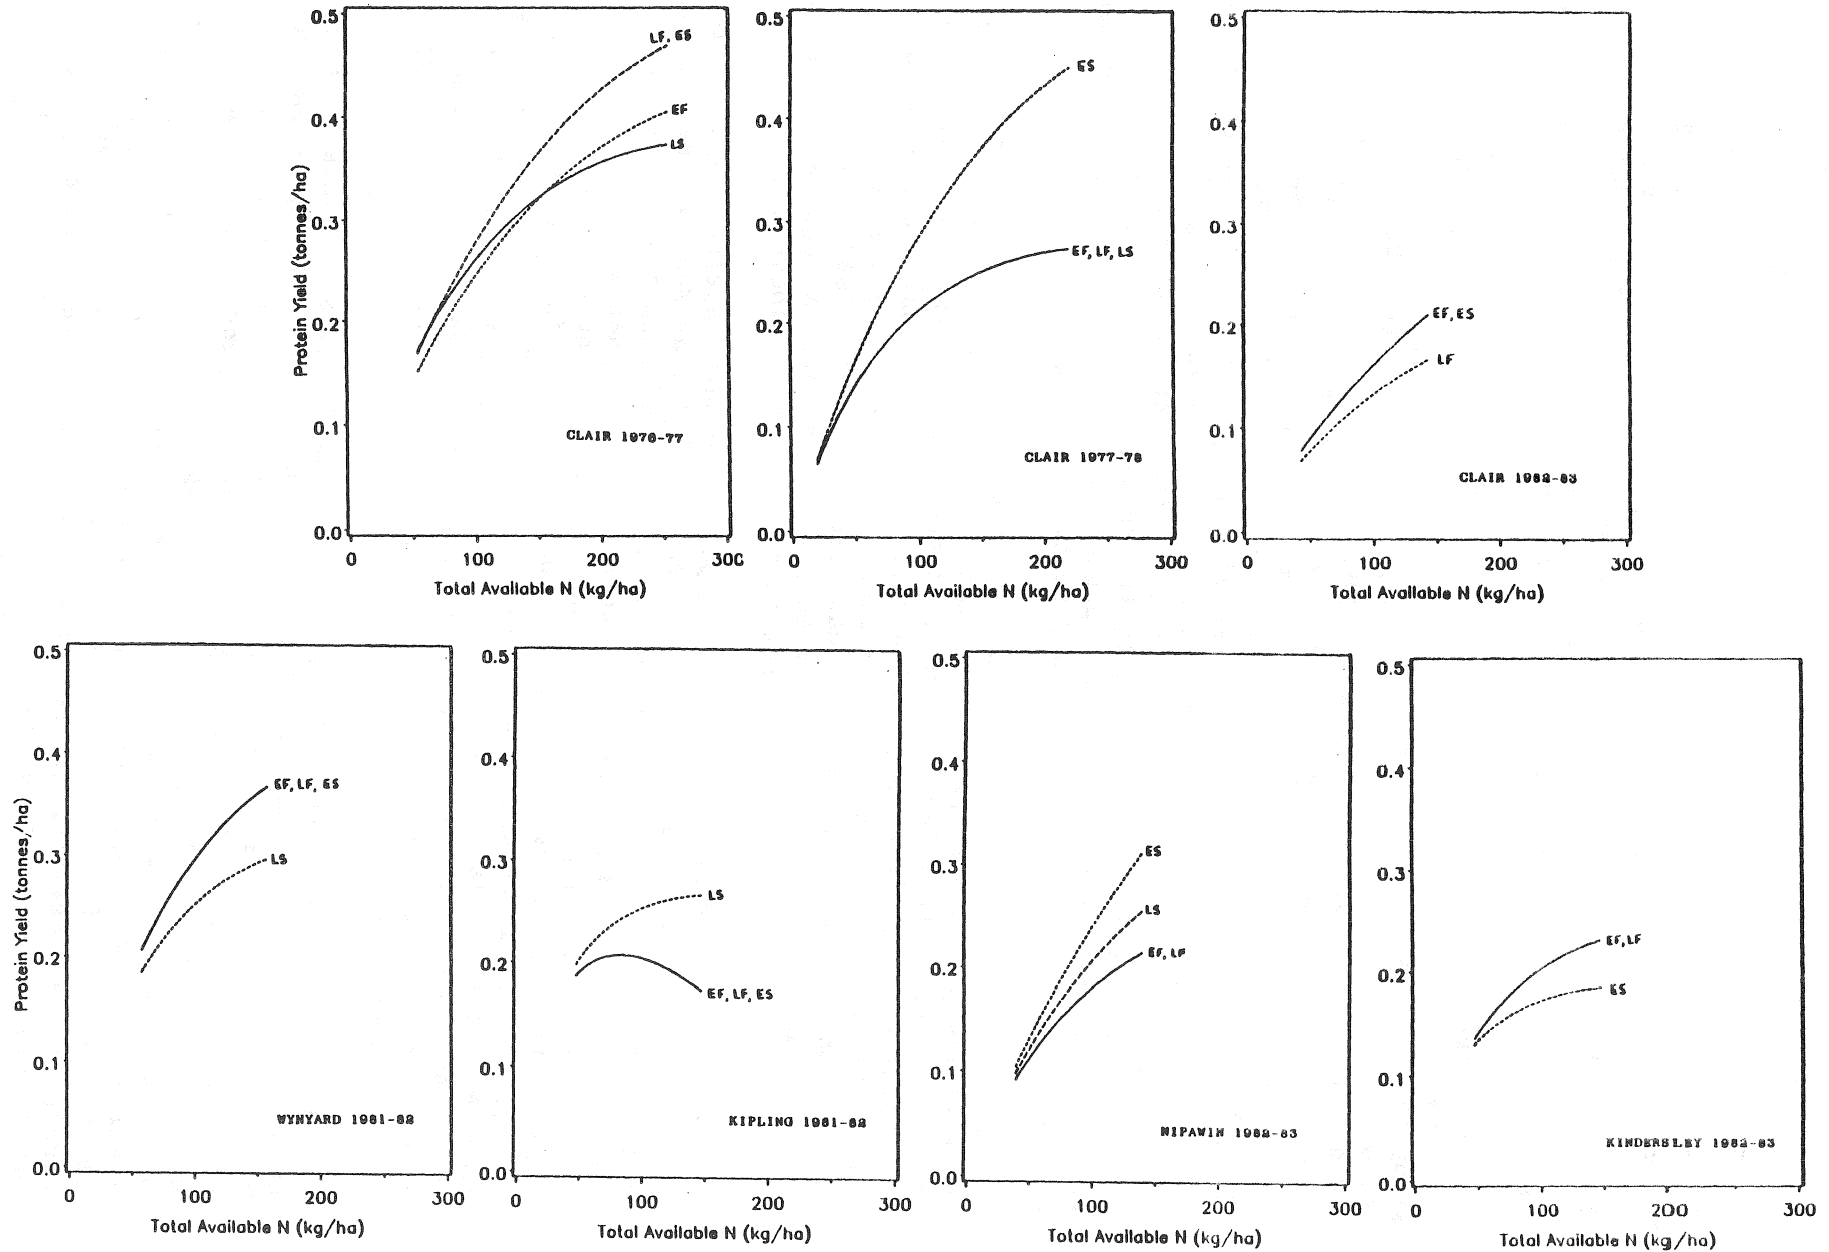 0.5
0.4
0.3
0.2
0.1
0.0
Protein Yield (tonnes/ha)
LF, ES
EF
LS
CLAIR 1976-77
0 100 200 300
Total Available N (kg/ha)
0.5
0.4
0.3
0.2
0.1
0.0
ES
EF, LF, LS
CLAIR 1977-78
0 100 200 300
Total Available N (kg/ha)
0.5
0.4
0.3
0.2
0.1
0.0
EF, ES
LF
CLAIR 1982-83
0 100 200 300
Total Available N (kg/ha)
0.5
0.4
0.3
0.2
0.1
0.0
Protein Yield (tonnes/ha)
EF, LF, ES
LS
WYNYARD 1981-82
0 100 200 300
Total Available N (kg/ha)
0.5
0.4
0.3
0.2
0.1
0.0
LS
EF, LF, ES
KIPLING 1981-82
0 100 200 300
Total Available N (kg/ha)
0.5
0.4
0.3
0.2
0.1
0.0
ES
LS
EF, LF
NIPAWIN 1982-83
0 100 200 300
Total Available N (kg/ha)
0.5
0.4
0.3
0.2
0.1
0.0
EF, LF
ES
KINDERSLEY 1982-83
0 100 200 300
Total Available N (kg/ha)